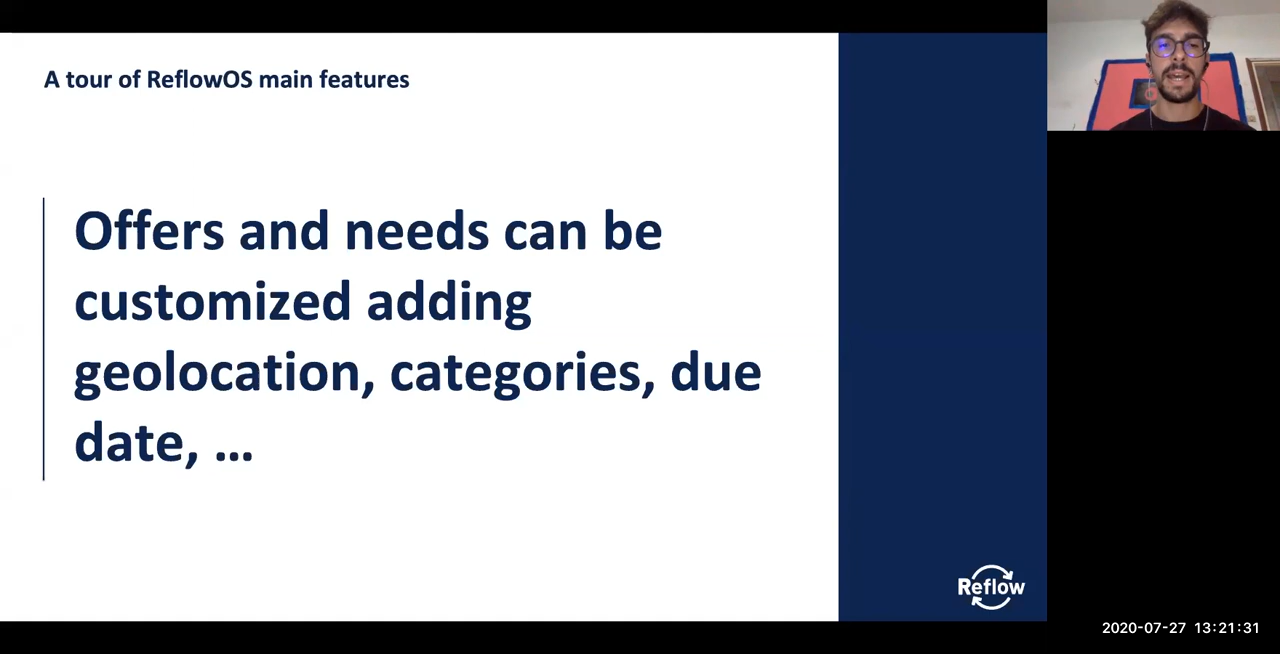 A tour of ReflowOS main features
Offers and needs can be
customized adding
geolocation, categories, due
date, ...
Reflow
2020-07-27 13:21:31